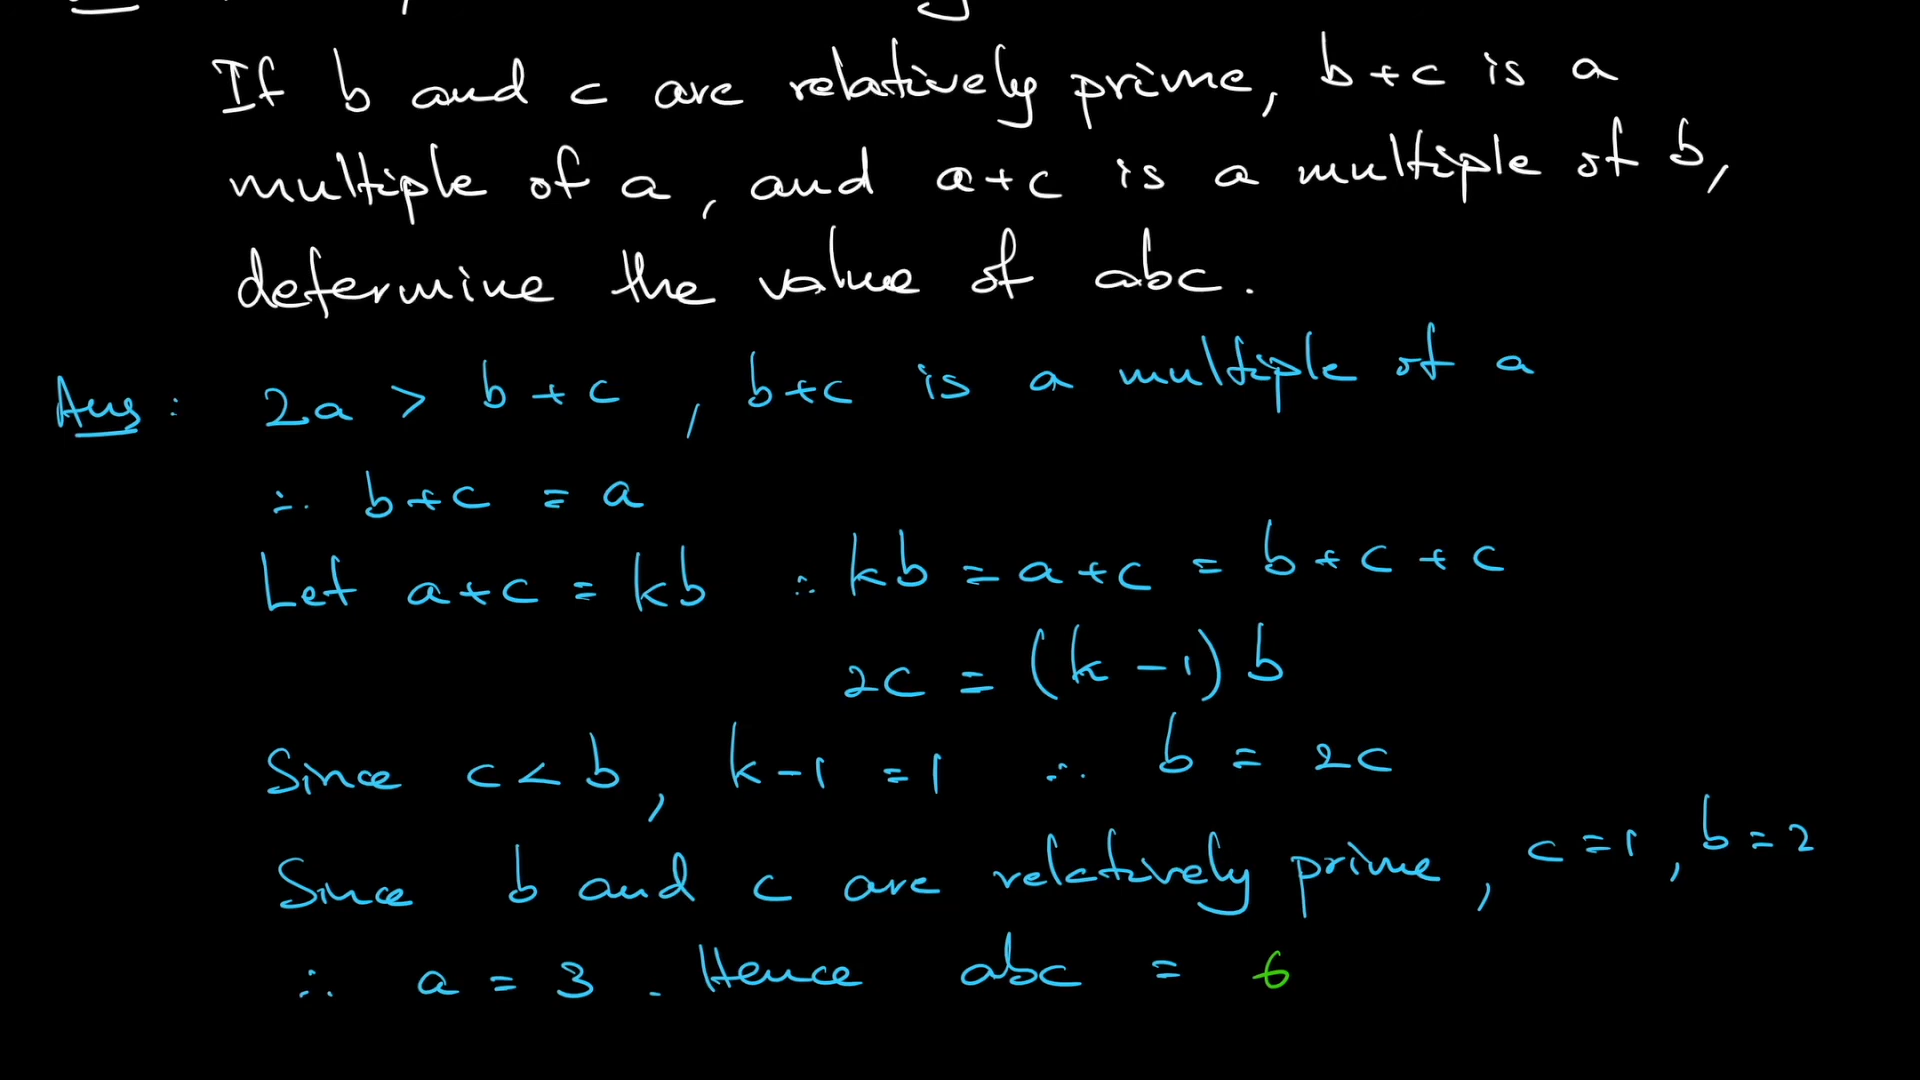 If b and c are relatively prime, b+c is a
multiple of a, and a+c is a multiple of b,
determine the value of abc.
Ans: 2a > b+c, b+c is a multiple of a
∴ b+c = a
Let a+c = kb ∴ kb = a+c = b+c+c
2c = (k-1) b
Since c < b, k-1 = 1 ∴ b = 2c
Since b and c are relatively prime, c=1, b=2
∴ a = 3. Hence abc = 6